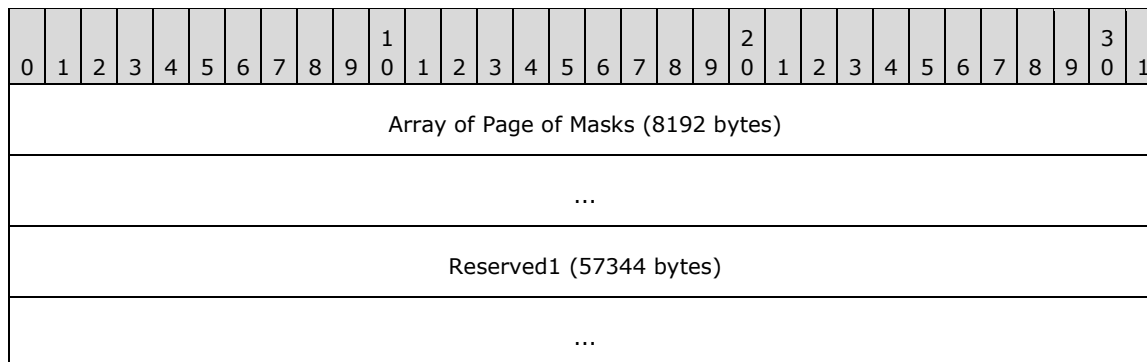 1 2 3
0 1 2 3 4 5 6 7 8 9 0 1 2 3 4 5 6 7 8 9 0 1 2 3 4 5 6 7 8 9 0 1
Array of Page of Masks (8192 bytes)
...
Reserved1 (57344 bytes)
...